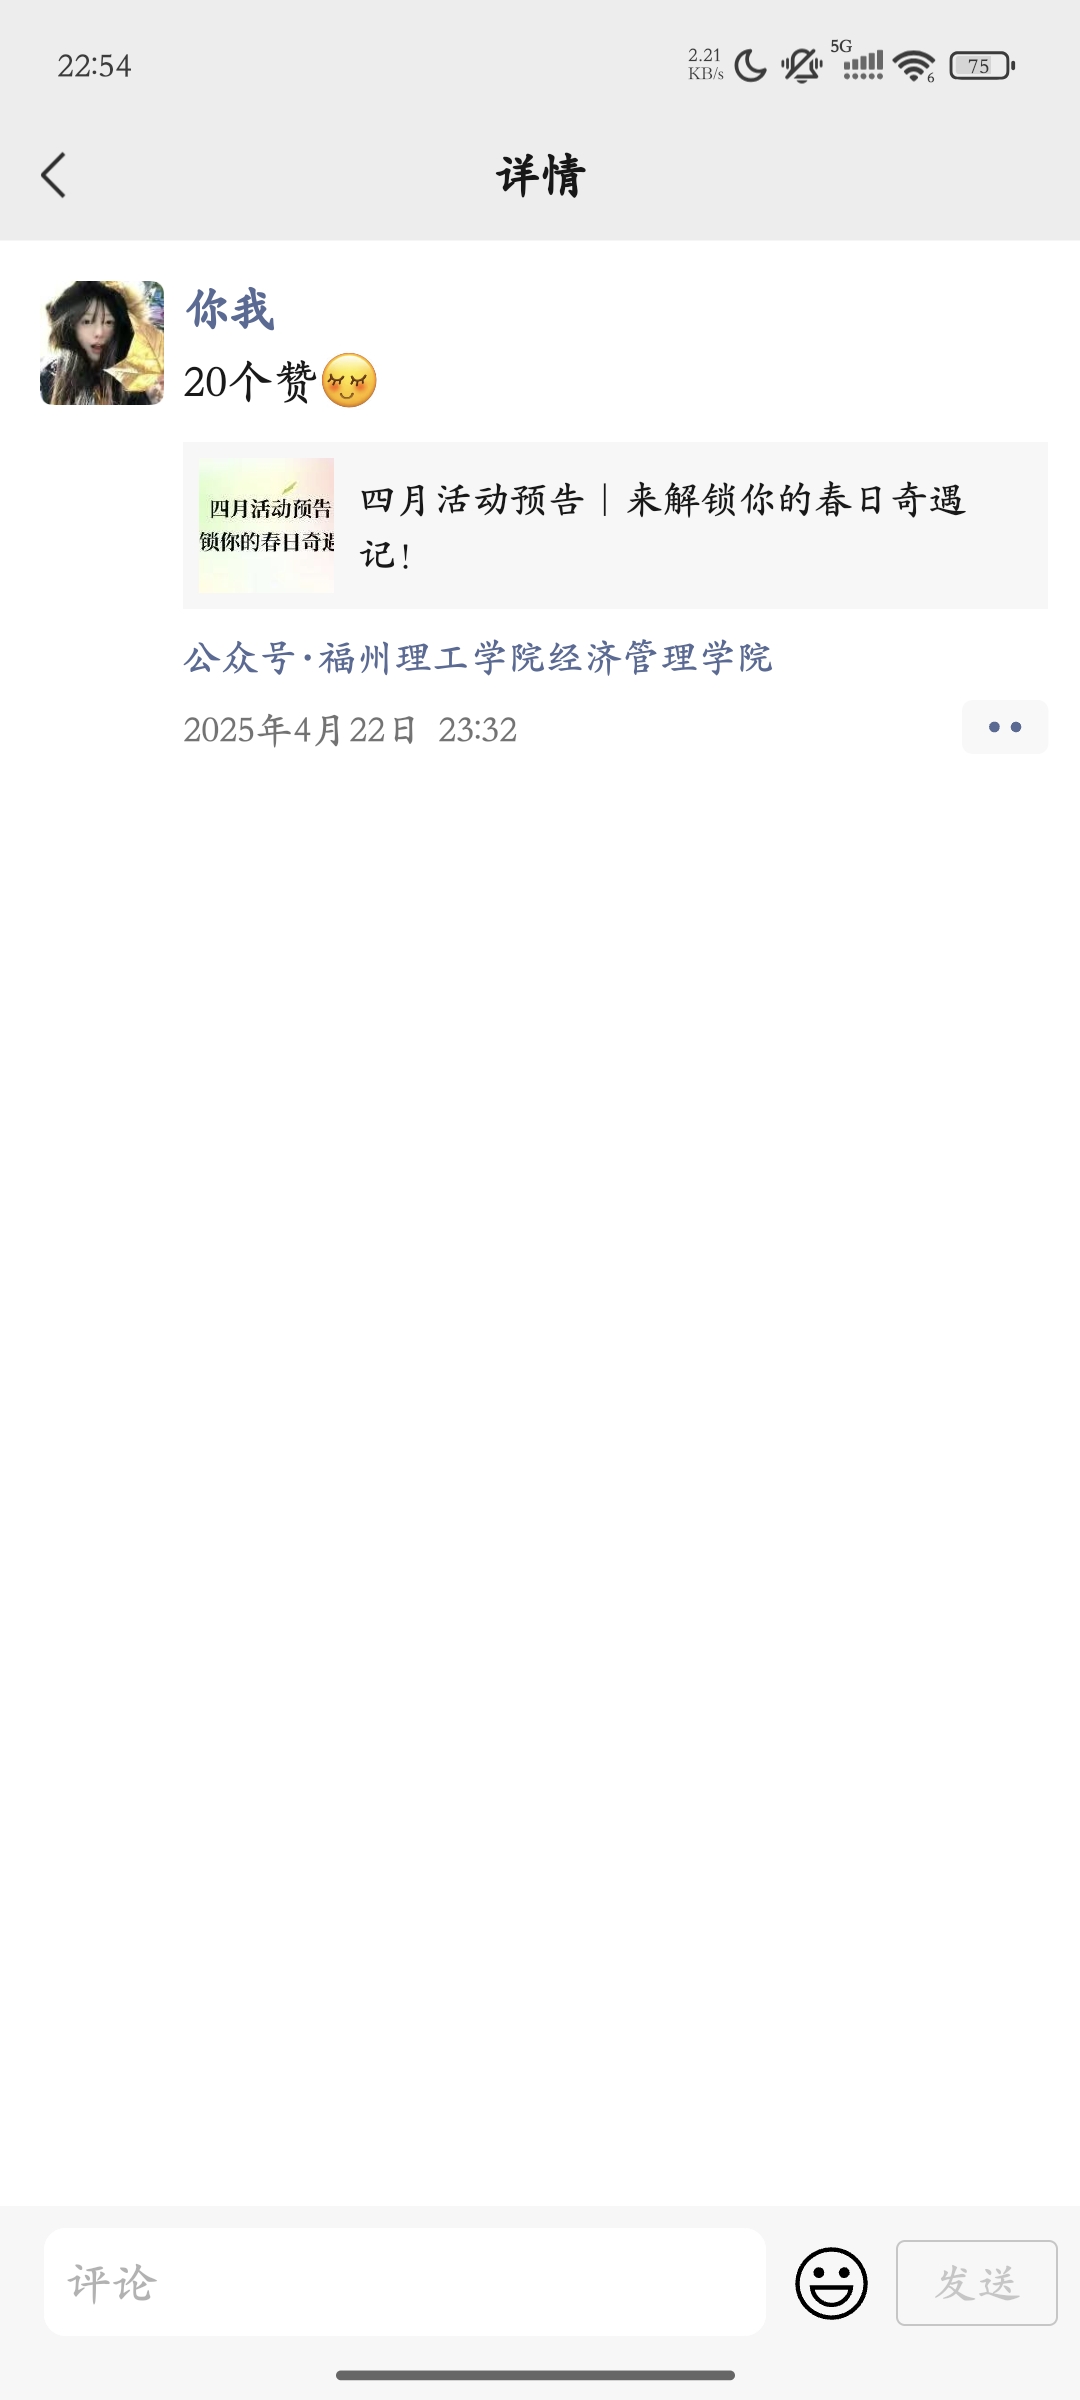 22:54
2.21
KB/s
5G
6
75
详情
你我
20个赞
四月活动预告
锁你的春日奇遇
四月活动预告｜来解锁你的春日奇遇
记！
公众号·福州理工学院经济管理学院
2025年4月22日 23:32
评论
发送